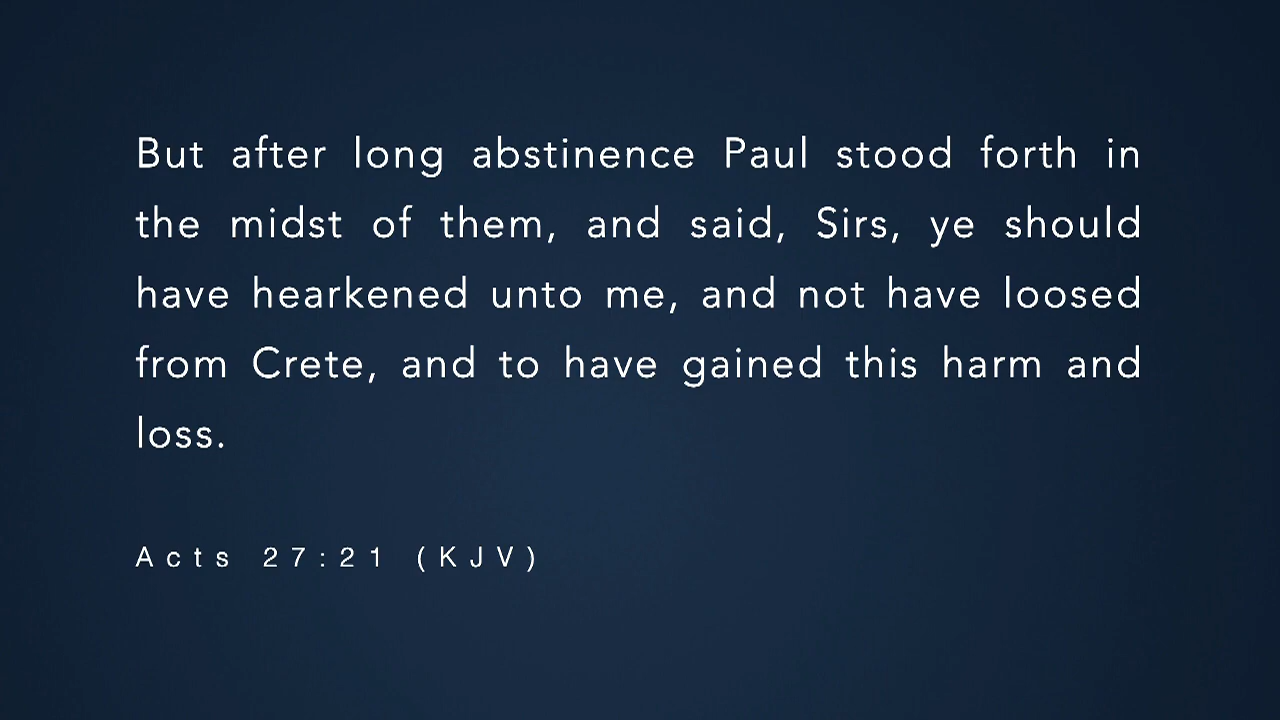 But after long abstinence Paul stood forth in
the midst of them, and said, Sirs, ye should
have hearkened unto me, and not have loosed
from Crete, and to have gained this harm and
loss.
Acts 27:21 (KJV)